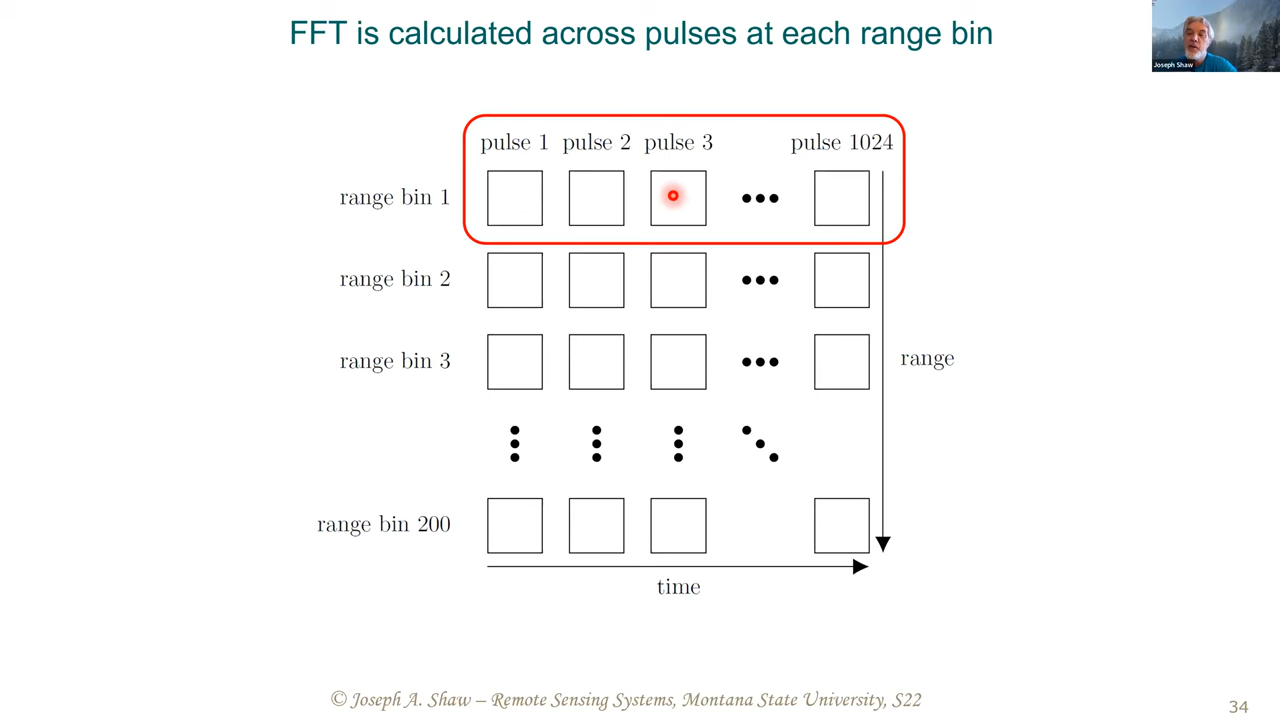 FFT is calculated across pulses at each range bin
Joseph Shaw
pulse 1 pulse 2 pulse 3 ••• pulse 1024
range bin 1
range bin 2
range bin 3
range
range bin 200
time
© Joseph A. Shaw – Remote Sensing Systems, Montana State University, S22
34